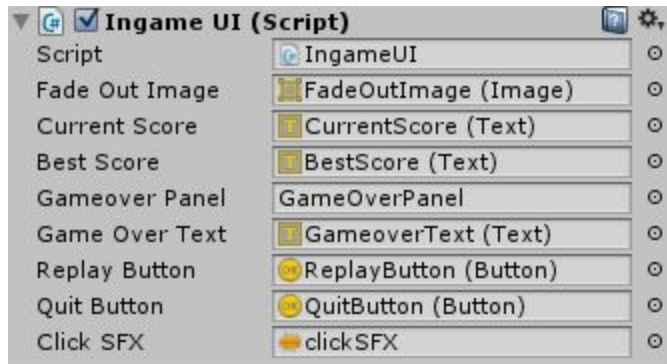 Ingame UI (Script)
Script IngameUI
Fade Out Image FadeOutImage (Image)
Current Score CurrentScore (Text)
Best Score BestScore (Text)
Gameover Panel GameOverPanel
Game Over Text GameoverText (Text)
Replay Button ReplayButton (Button)
Quit Button QuitButton (Button)
Click SFX clickSFX